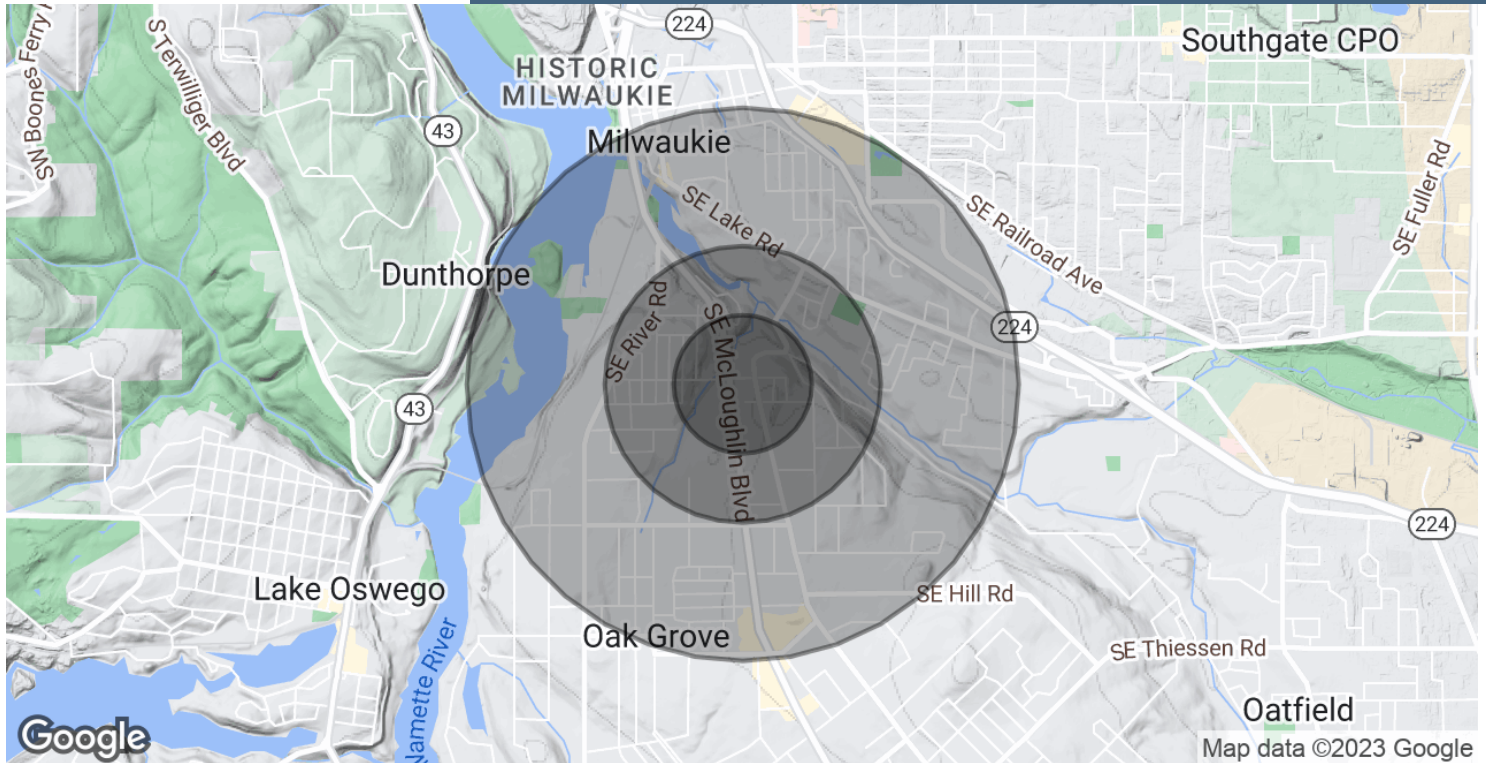 SW Boones Ferry
S Terwilliger Blvd
224
Southgate CPO
HISTORIC
MILWAUKIE
43
Milwaukie
SE Fuller Rd
SE Lake Rd
SE Railroad Ave
Dunthorpe
SE River Rd
SE McLoughlin Blvd
224
43
224
Lake Oswego
SE Hill Rd
Oak Grove
SE Thiessen Rd
Namette River
Oatfield
Google
Map data ©2023 Google